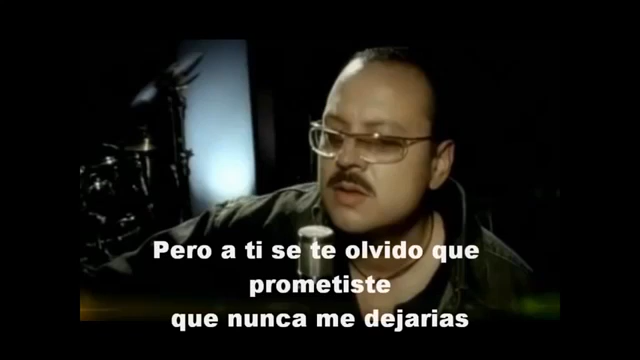 Pero a ti se te olvido que
prometiste
que nunca me dejarias